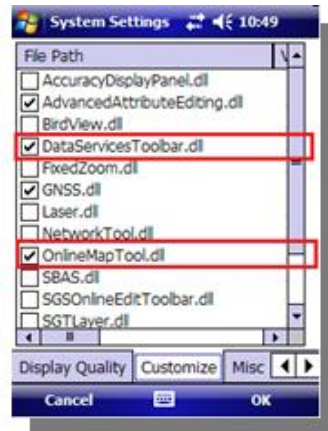 System Settings 10:49
File Path V
AccuracyDisplayPanel.dll
AdvancedAttributeEditing.dll
BirdView.dll
DataServicesToolbar.dll
FixedZoom.dll
GNSS.dll
Laser.dll
NetworkTool.dll
OnlineMapTool.dll
SBAS.dll
SGSOnlineEditToolbar.dll
SGTLayer.dll
Display Quality Customize Misc
Cancel OK